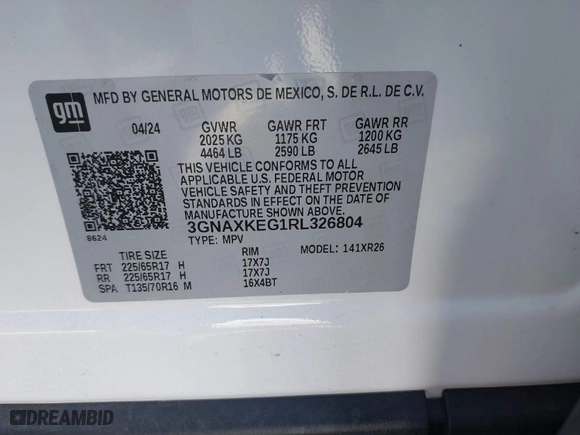 gm
MFD BY GENERAL MOTORS DE MEXICO, S. DE R.L. DE C.V.
04/24 GVWR GAWR FRT GAWR RR
2025 KG 1175 KG 1200 KG
4464 LB 2590 LB 2645 LB
THIS VEHICLE CONFORMS TO ALL
APPLICABLE U.S. FEDERAL MOTOR
VEHICLE SAFETY AND THEFT PREVENTION
STANDARDS IN EFFECT ON THE DATE OF
MANUFACTURE SHOWN ABOVE.
3GNAXKEG1RL326804
8624
TYPE: MPV MODEL: 141XR26
TIRE SIZE RIM
FRT 225/65R17 H 17X7J
RR 225/65R17 H 17X7J
SPA T135/70R16 M 16X4BT
DREAMBID